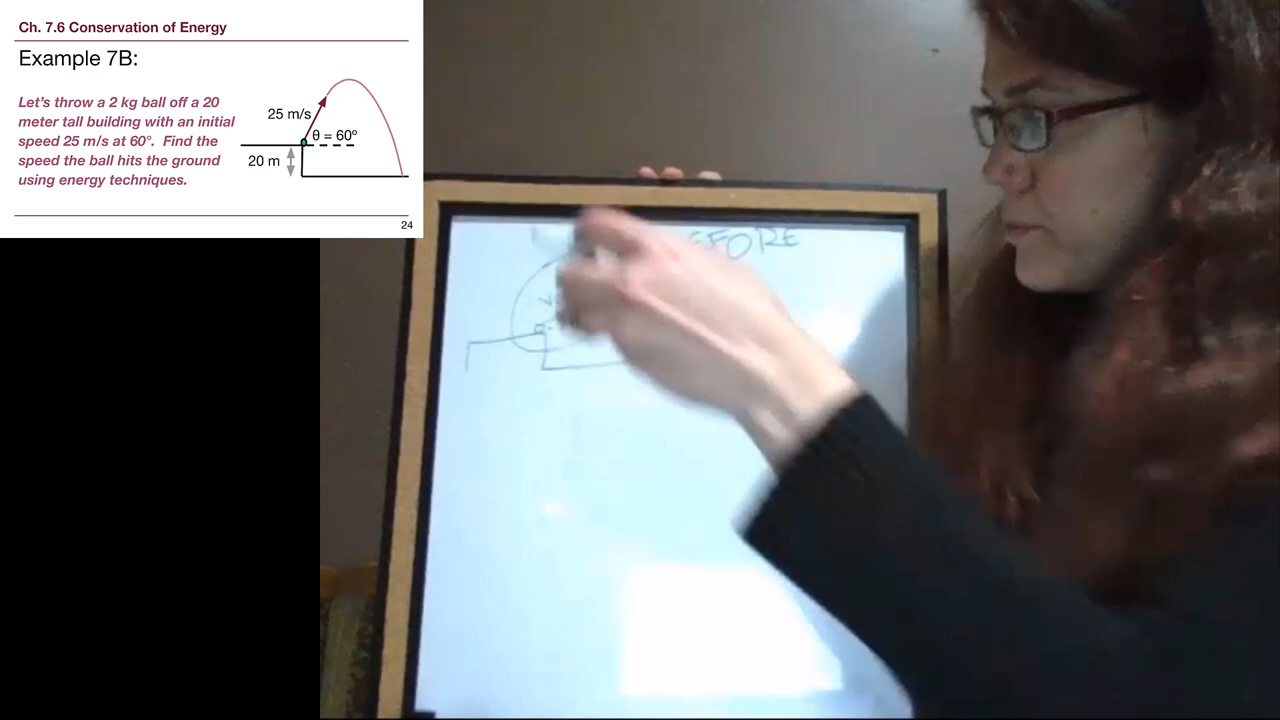 Ch. 7.6 Conservation of Energy
Example 7B:
Let's throw a 2 kg ball off a 20
meter tall building with an initial
speed 25 m/s at 60°. Find the
speed the ball hits the ground
using energy techniques.
25 m/s
θ = 60º
20 m
24